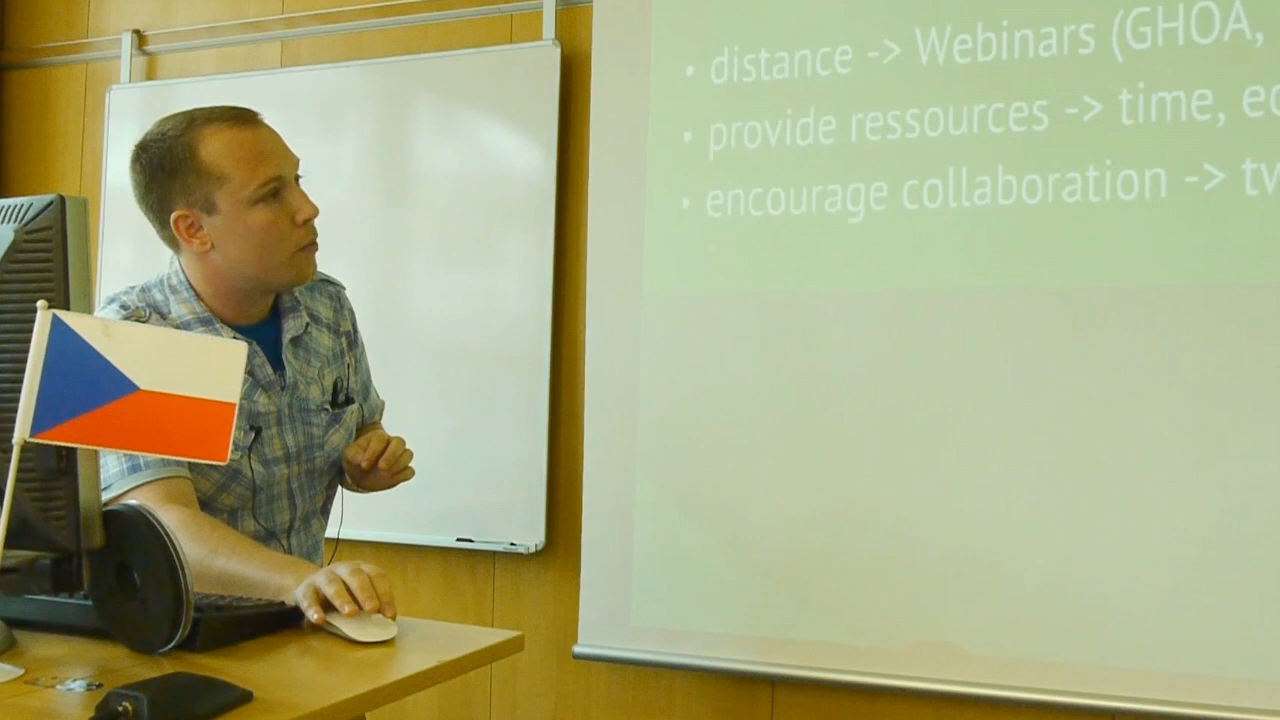 • distance -> Webinars (GHOA,
• provide ressources -> time,
• encourage collaboration ->